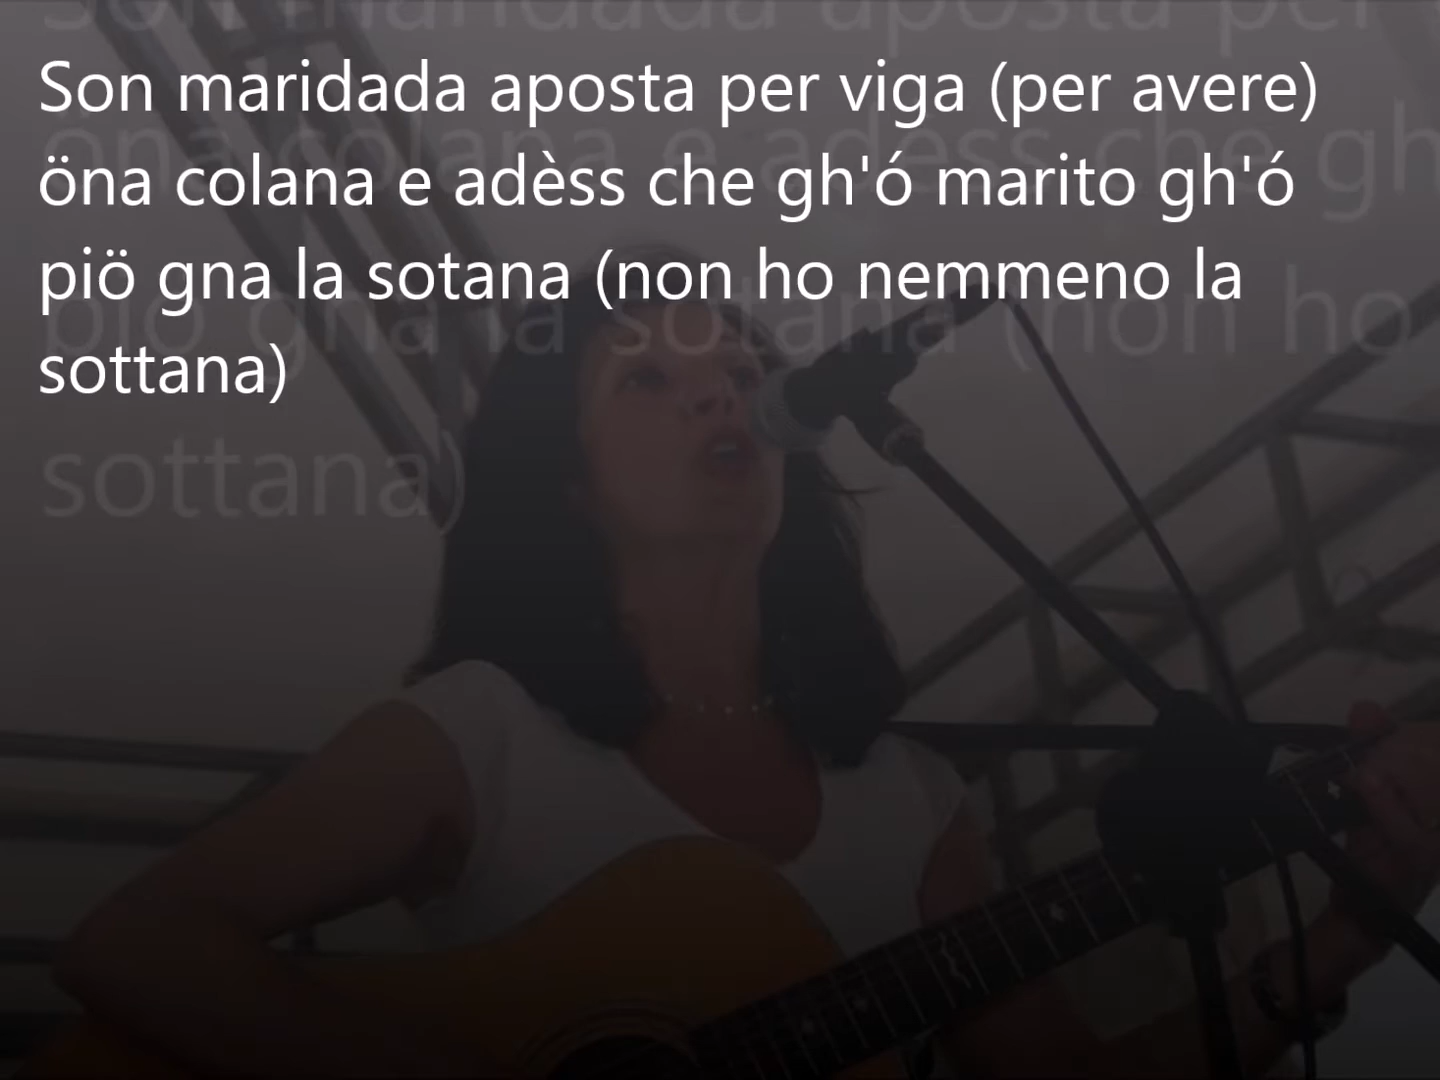 Son maridada aposta per viga (per avere)
öna colana e adèss che gh'ó marito gh'ó
piö gna la sotana (non ho nemmeno la
sottana)